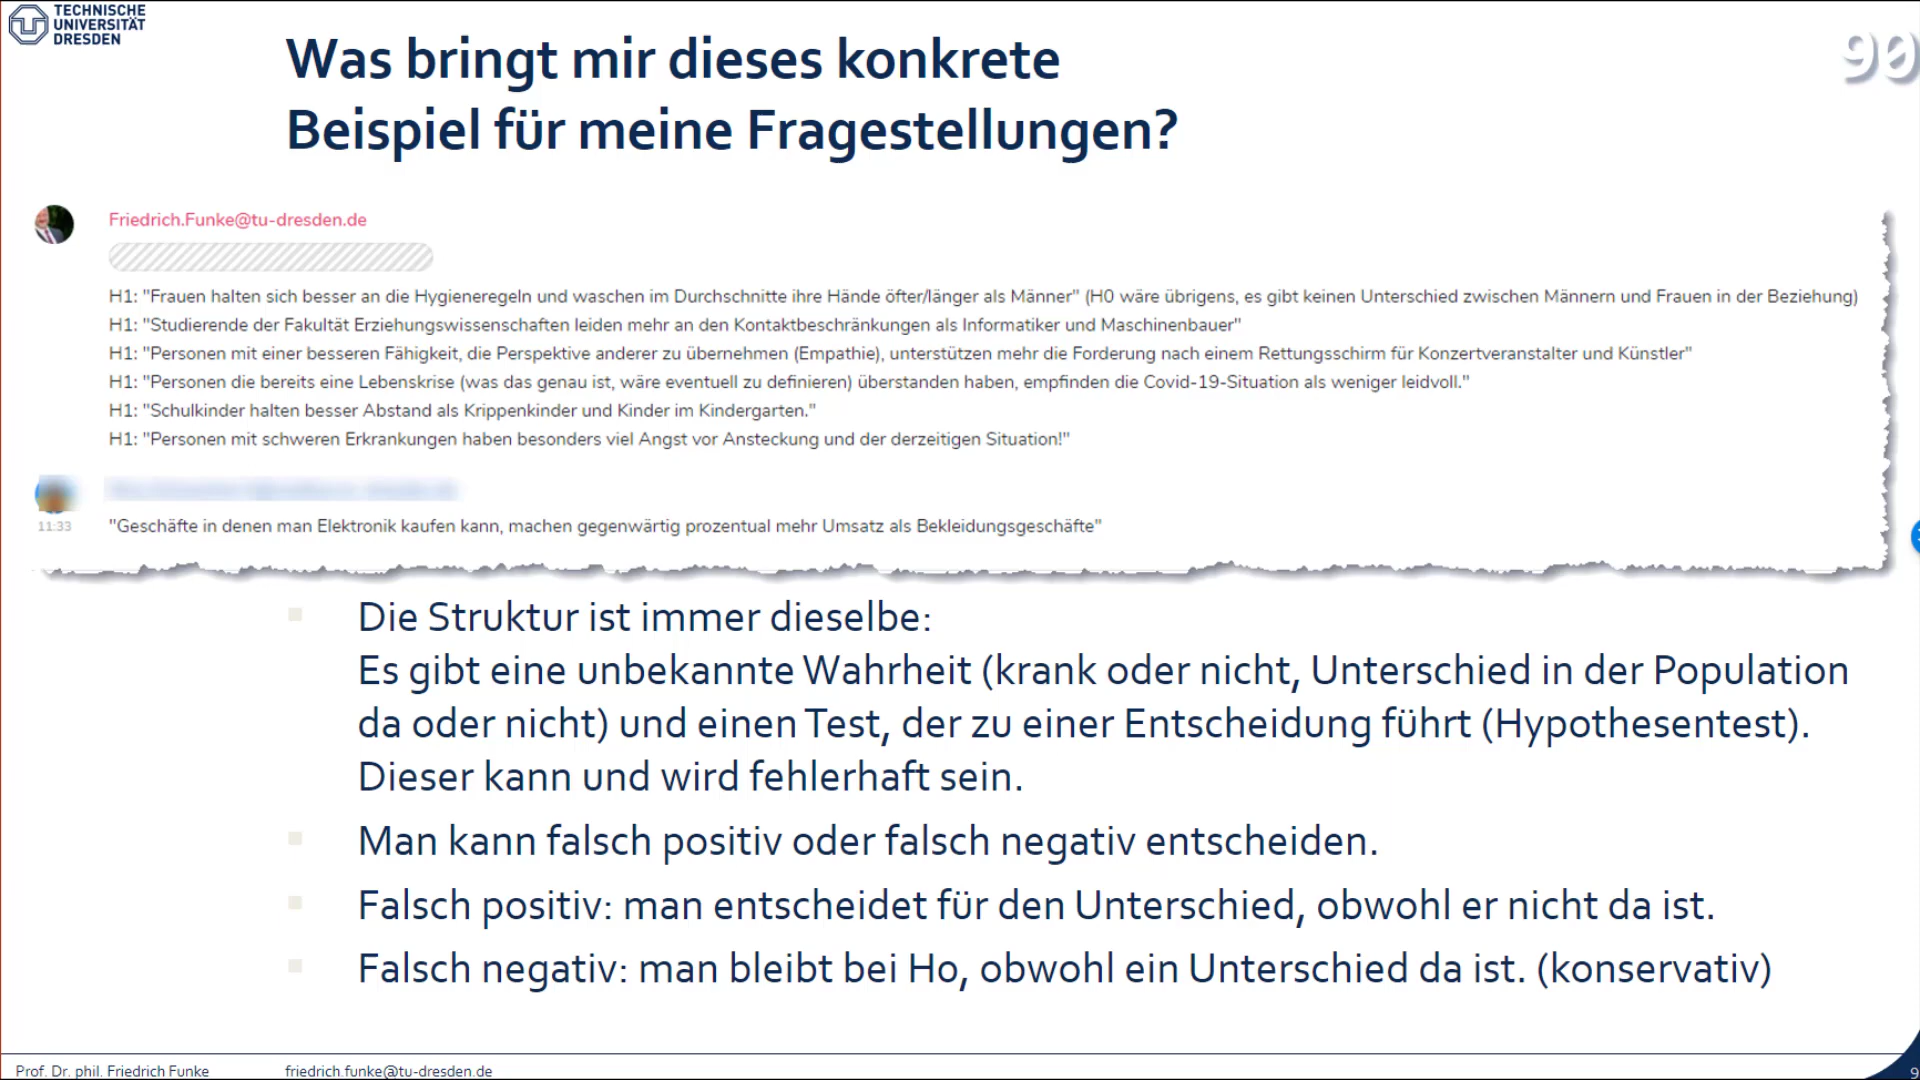 TECHNISCHE
UNIVERSITÄT
DRESDEN
Was bringt mir dieses konkrete
Beispiel für meine Fragestellungen?
90
Friedrich.Funke@tu-dresden.de
H1: "Frauen halten sich besser an die Hygieneregeln und waschen im Durchschnitte ihre Hände öfter/länger als Männer" (H0 wäre übrigens, es gibt keinen Unterschied zwischen Männern und Frauen in der Beziehung)
H1: "Studierende der Fakultät Erziehungswissenschaften leiden mehr an den Kontaktbeschränkungen als Informatiker und Maschinenbauer"
H1: "Personen mit einer besseren Fähigkeit, die Perspektive anderer zu übernehmen (Empathie), unterstützen mehr die Forderung nach einem Rettungsschirm für Konzertveranstalter und Künstler"
H1: "Personen die bereits eine Lebenskrise (was das genau ist, wäre eventuell zu definieren) überstanden haben, empfinden die Covid-19-Situation als weniger leidvoll."
H1: "Schulkinder halten besser Abstand als Krippenkinder und Kinder im Kindergarten."
H1: "Personen mit schweren Erkrankungen haben besonders viel Angst vor Ansteckung und der derzeitigen Situation!"
11:33 "Geschäfte in denen man Elektronik kaufen kann, machen gegenwärtig prozentual mehr Umsatz als Bekleidungsgeschäfte"
Die Struktur ist immer dieselbe:
Es gibt eine unbekannte Wahrheit (krank oder nicht, Unterschied in der Population
da oder nicht) und einen Test, der zu einer Entscheidung führt (Hypothesentest).
Dieser kann und wird fehlerhaft sein.
Man kann falsch positiv oder falsch negativ entscheiden.
Falsch positiv: man entscheidet für den Unterschied, obwohl er nicht da ist.
Falsch negativ: man bleibt bei H0, obwohl ein Unterschied da ist. (konservativ)
Prof. Dr. phil. Friedrich Funke
friedrich.funke@tu-dresden.de
9